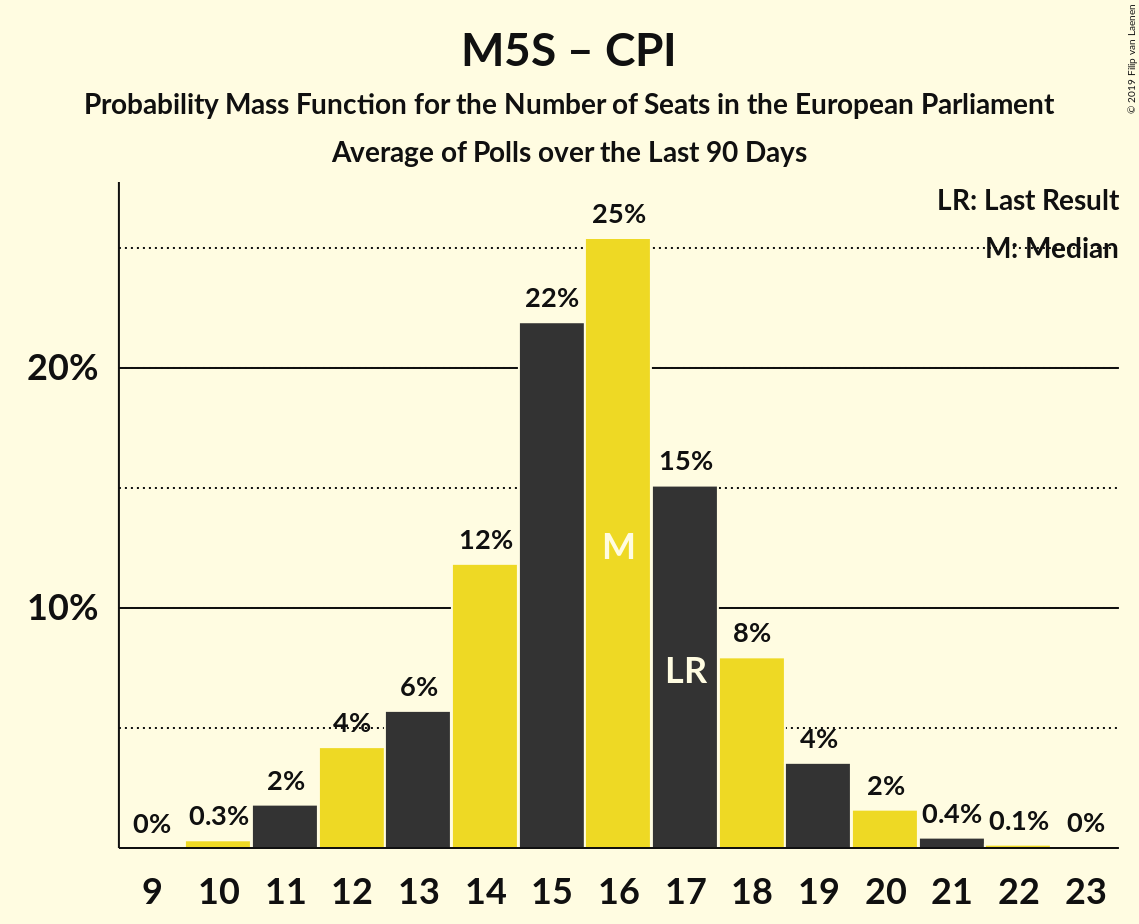 M5S – CPI
Probability Mass Function for the Number of Seats in the European Parliament
Average of Polls over the Last 90 Days
© 2019 Filip van Laenen
LR: Last Result
M: Median
20%
10%
0%
0.3%
2%
4%
6%
12%
22%
25%
15%
8%
4%
2%
0.4%
0.1%
0%
M
LR
9 10 11 12 13 14 15 16 17 18 19 20 21 22 23